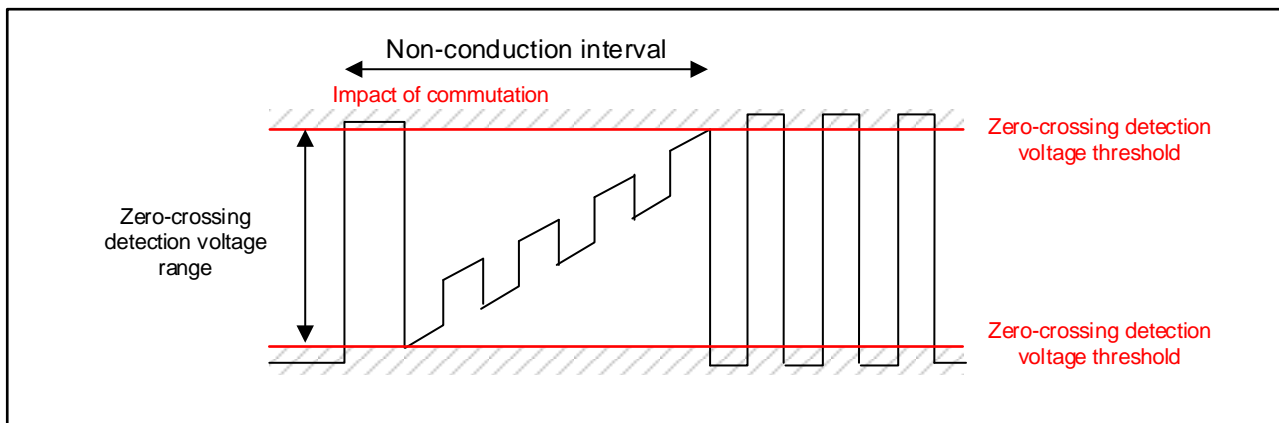 Non-conduction interval
Impact of commutation
Zero-crossing detection
voltage threshold
Zero-crossing
detection voltage
range
Zero-crossing detection
voltage threshold